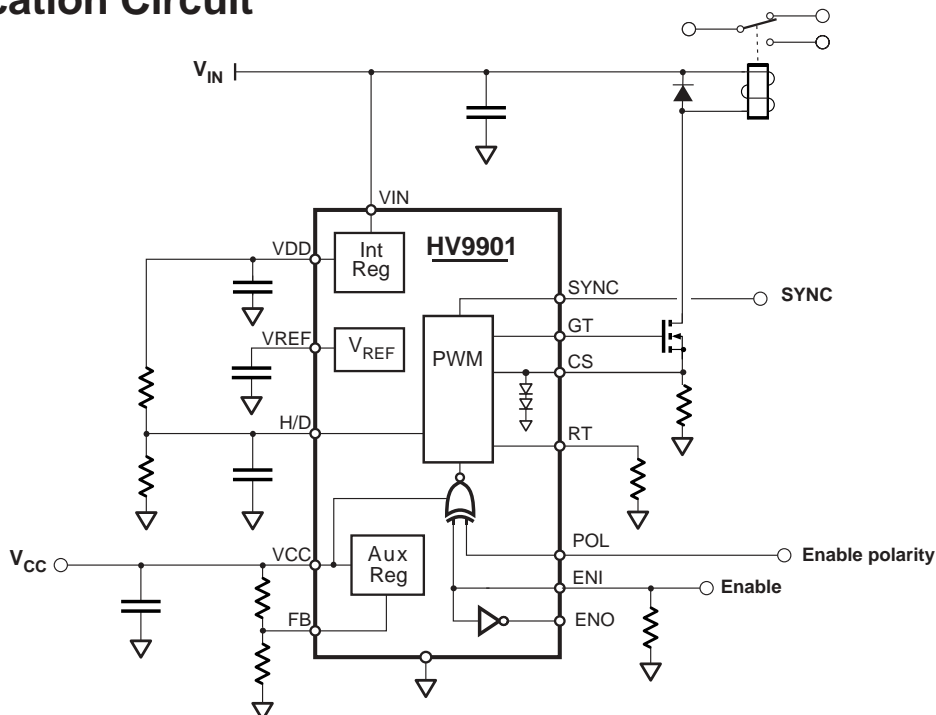 cation Circuit
VIN
VIN
HV9901
VDD
Int
Reg
SYNC
SYNC
GT
VREF
VREF
PWM
CS
H/D
RT
VCC
VCC
Aux
Reg
POL
Enable polarity
ENI
Enable
FB
ENO